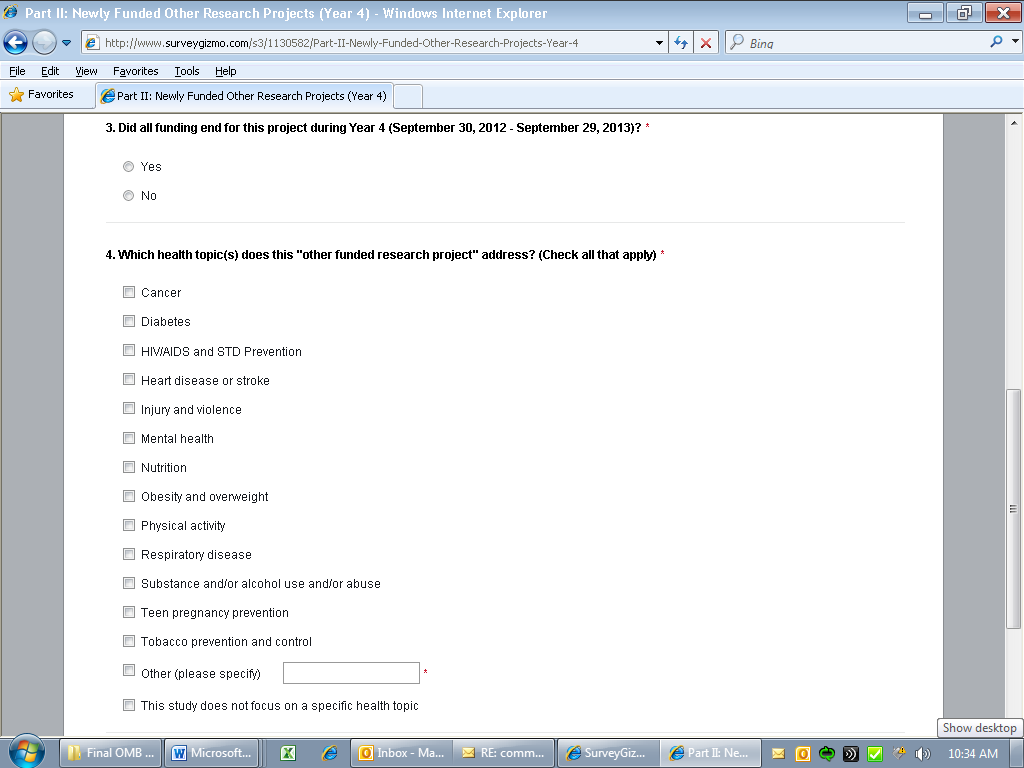 Part II: Newly Funded Other Research Projects (Year 4) - Windows Internet Explorer
http://www.surveygizmo.com/s3/1130582/Part-II-Newly-Funded-Other-Research-Projects-Year-4
Bing
File Edit View Favorites Tools Help
Favorites
Part II: Newly Funded Other Research Projects (Year 4)
3. Did all funding end for this project during Year 4 (September 30, 2012 - September 29, 2013)? *
Yes
No
4. Which health topic(s) does this "other funded research project" address? (Check all that apply) *
Cancer
Diabetes
HIV/AIDS and STD Prevention
Heart disease or stroke
Injury and violence
Mental health
Nutrition
Obesity and overweight
Physical activity
Respiratory disease
Substance and/or alcohol use and/or abuse
Teen pregnancy prevention
Tobacco prevention and control
Other (please specify) *
This study does not focus on a specific health topic
Show desktop
Final OMB ... Microsoft... Inbox - Ma... RE: comm... SurveyGiz... Part II: Ne... 10:34 AM